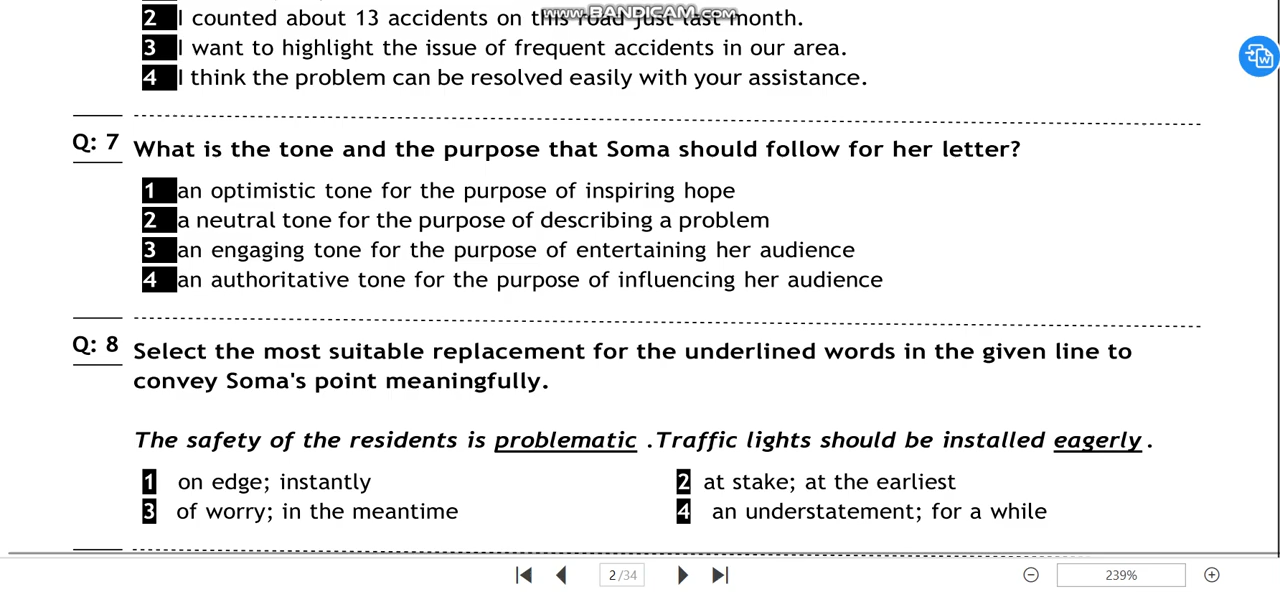 www.BANDICAM.com
2 I counted about 13 accidents on this road just last month.
3 I want to highlight the issue of frequent accidents in our area.
4 I think the problem can be resolved easily with your assistance.
Q: 7 What is the tone and the purpose that Soma should follow for her letter?
1 an optimistic tone for the purpose of inspiring hope
2 a neutral tone for the purpose of describing a problem
3 an engaging tone for the purpose of entertaining her audience
4 an authoritative tone for the purpose of influencing her audience
Q: 8 Select the most suitable replacement for the underlined words in the given line to
convey Soma's point meaningfully.
The safety of the residents is problematic .Traffic lights should be installed eagerly.
1 on edge; instantly 2 at stake; at the earliest
3 of worry; in the meantime 4 an understatement; for a while
2/34 239%